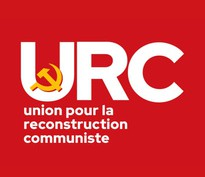 URC
union pour la
reconstruction
communiste